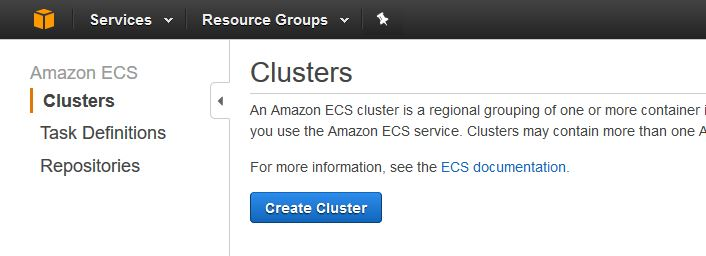 Services Resource Groups
Amazon ECS
Clusters
Task Definitions
Repositories
Clusters
An Amazon ECS cluster is a regional grouping of one or more container
you use the Amazon ECS service. Clusters may contain more than one
For more information, see the ECS documentation.
Create Cluster